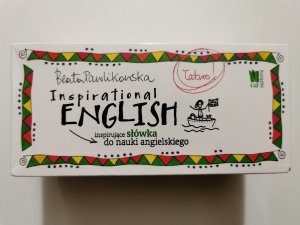 Beata Pawlikowska
Łatwo.
Inspirational
ENGLISH
inspirujące słówka
do nauki angielskiego